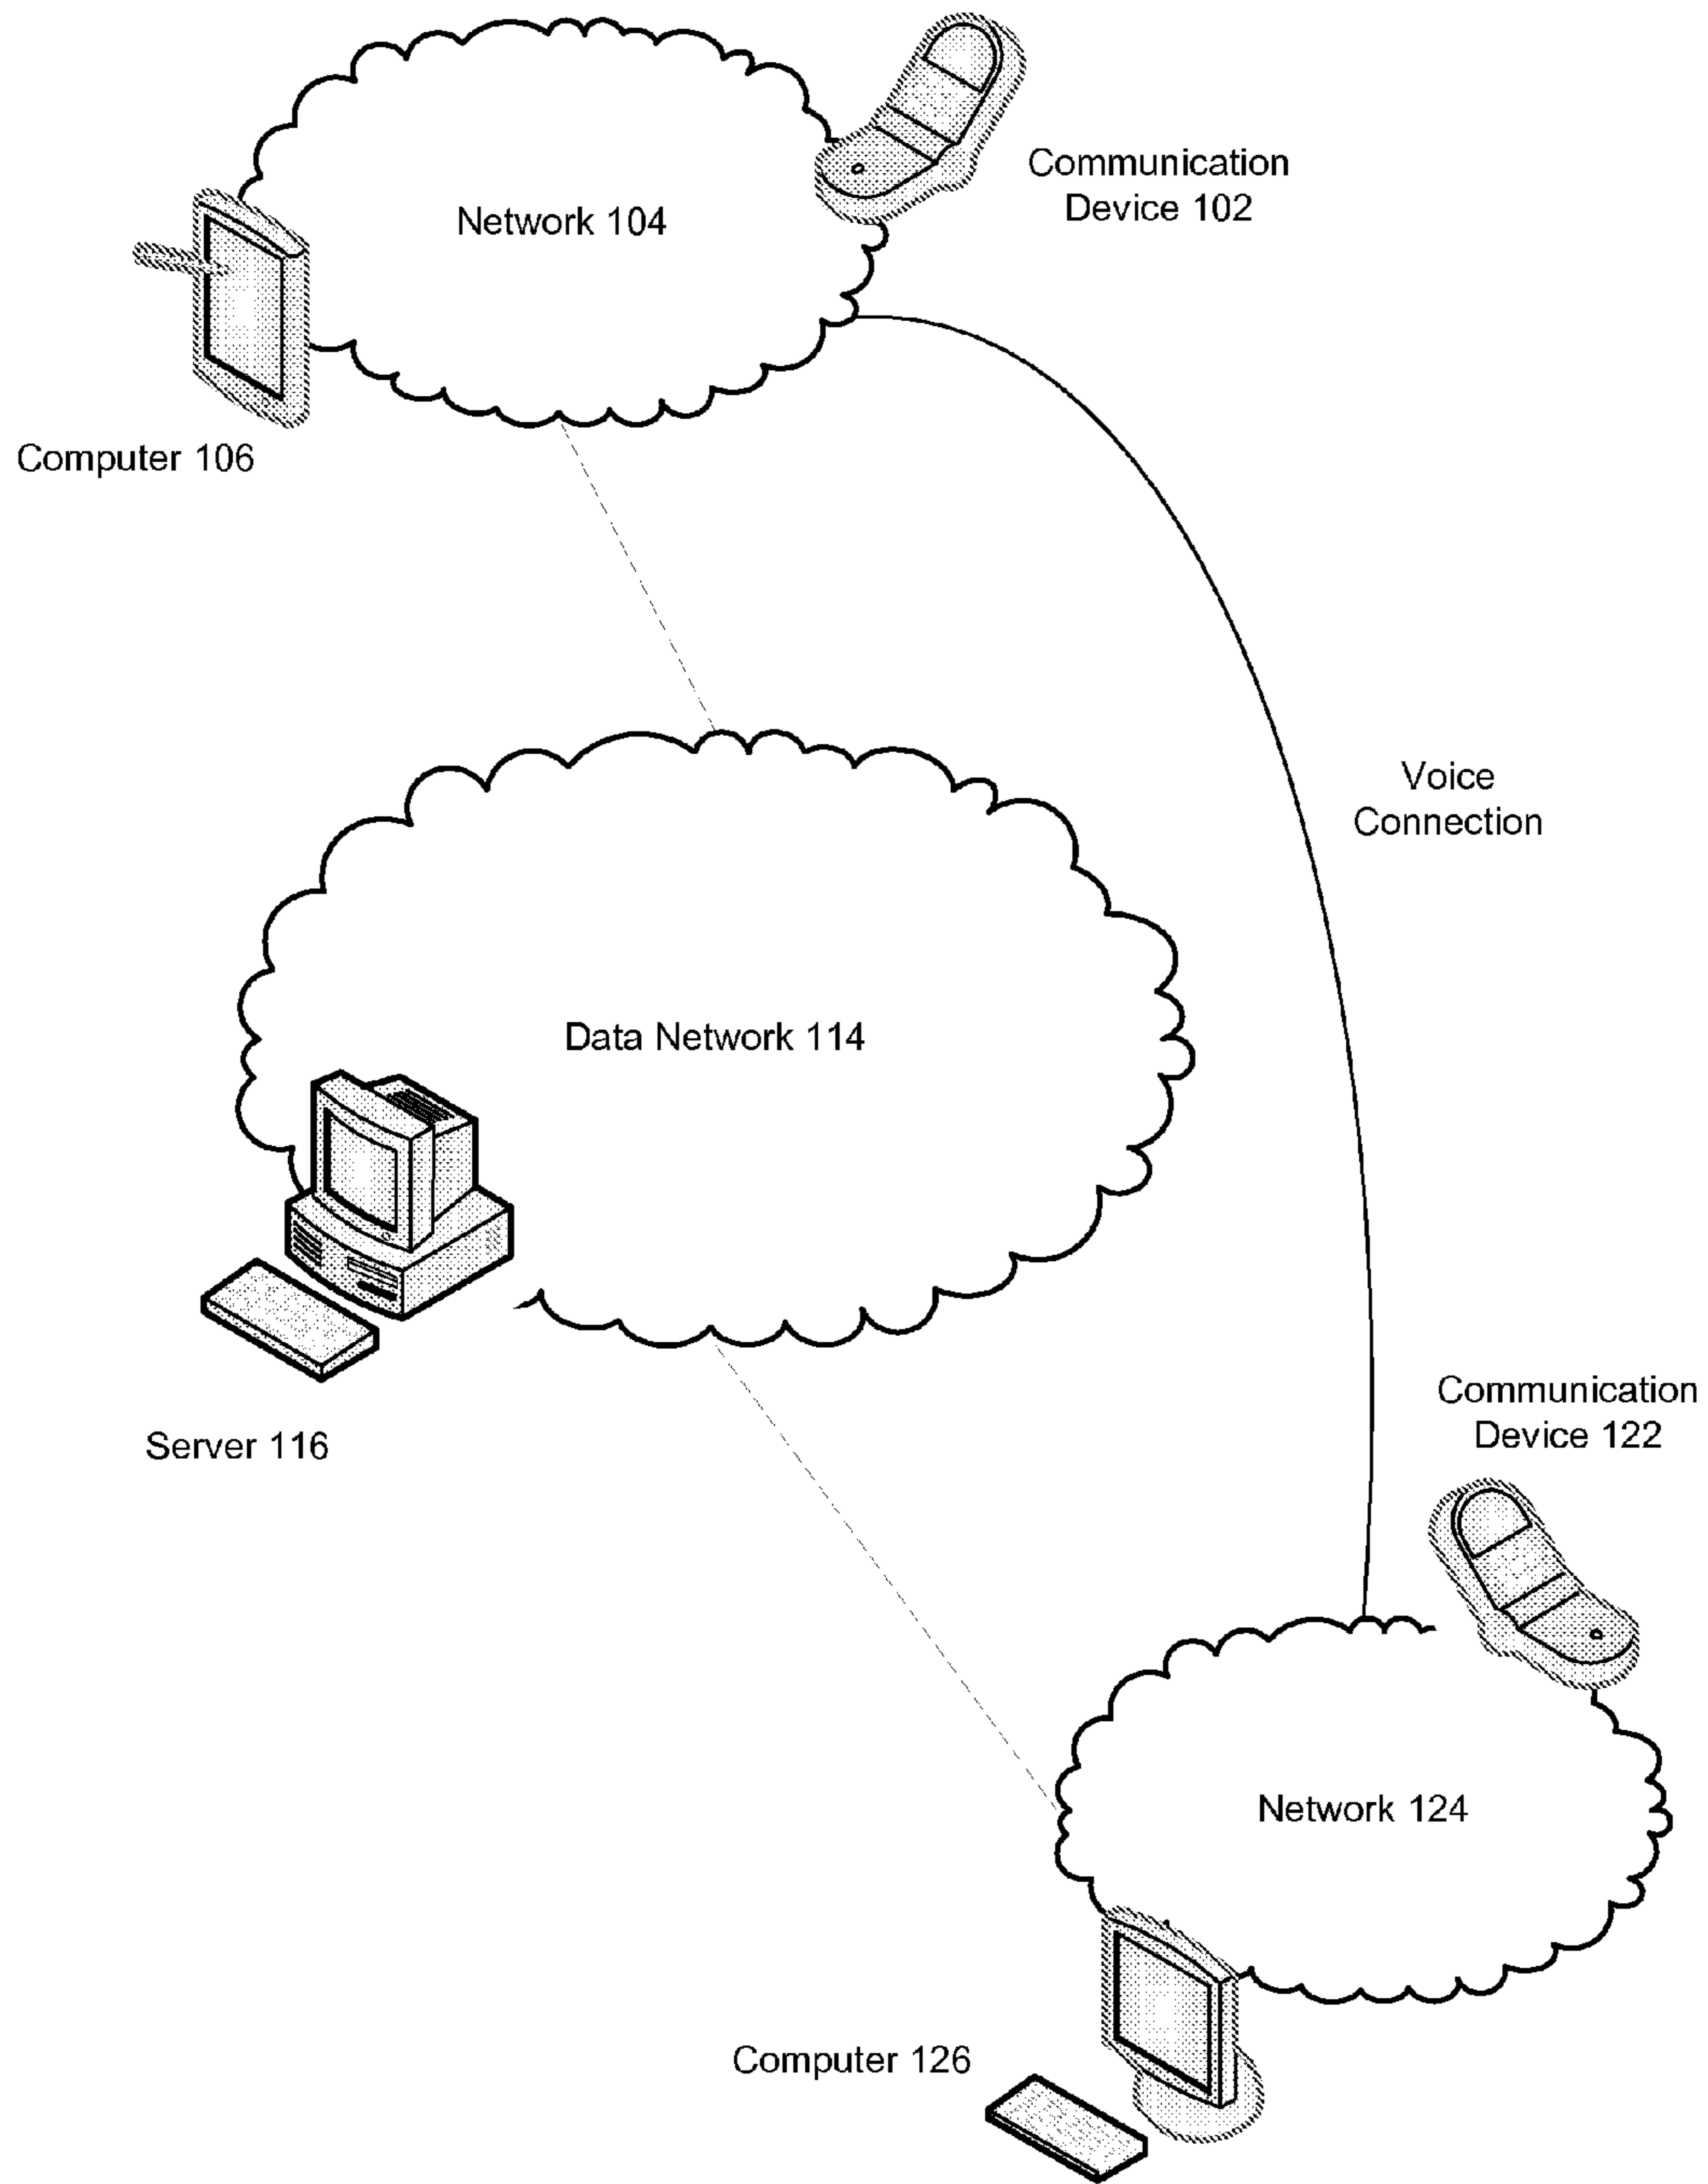 Communication
Device 102
Network 104
Computer 106
Voice
Connection
Data Network 114
Communication
Device 122
Server 116
Network 124
Computer 126